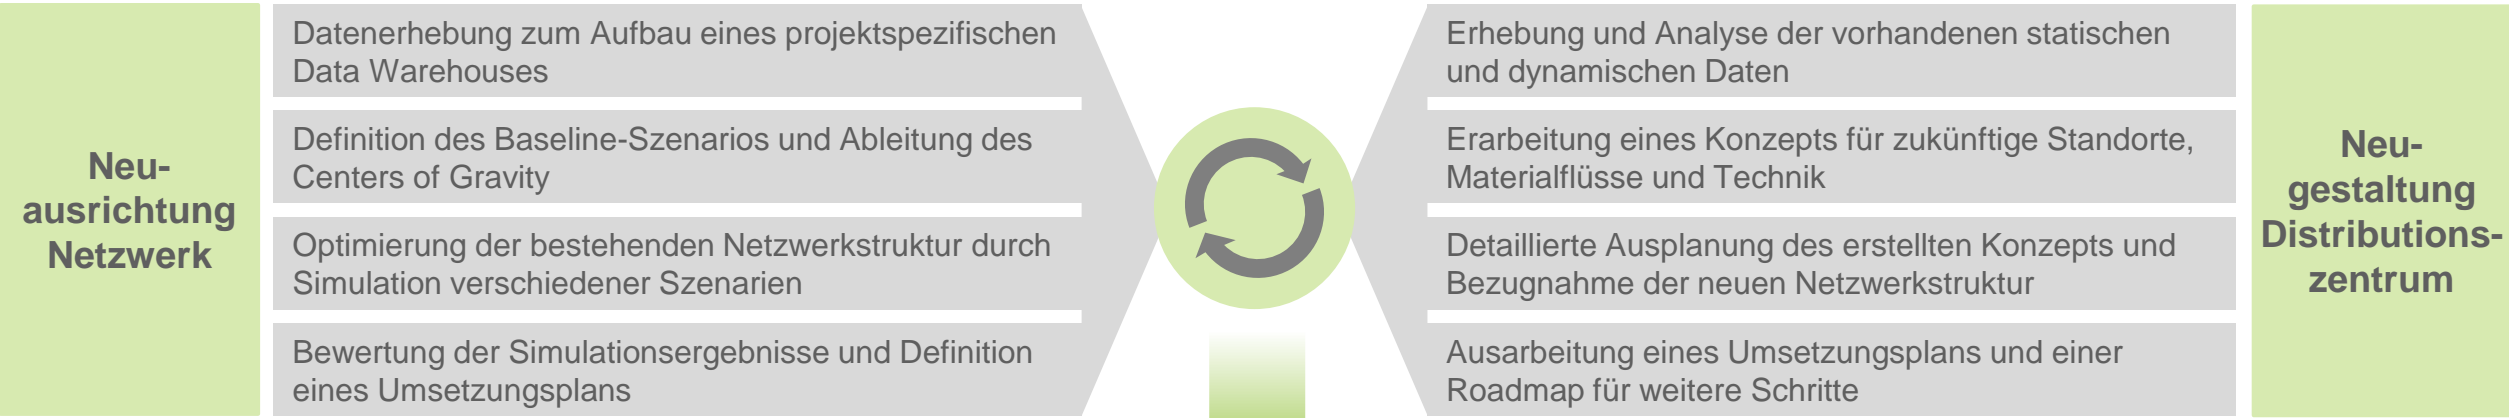 Neu-
ausrichtung
Netzwerk
Datenerhebung zum Aufbau eines projektspezifischen
Data Warehouses
Definition des Baseline-Szenarios und Ableitung des
Centers of Gravity
Optimierung der bestehenden Netzwerkstruktur durch
Simulation verschiedener Szenarien
Bewertung der Simulationsergebnisse und Definition
eines Umsetzungsplans
Erhebung und Analyse der vorhandenen statischen
und dynamischen Daten
Erarbeitung eines Konzepts für zukünftige Standorte,
Materialflüsse und Technik
Detaillierte Ausplanung des erstellten Konzepts und
Bezugnahme der neuen Netzwerkstruktur
Ausarbeitung eines Umsetzungsplans und einer
Roadmap für weitere Schritte
Neu-
gestaltung
Distributions-
zentrum